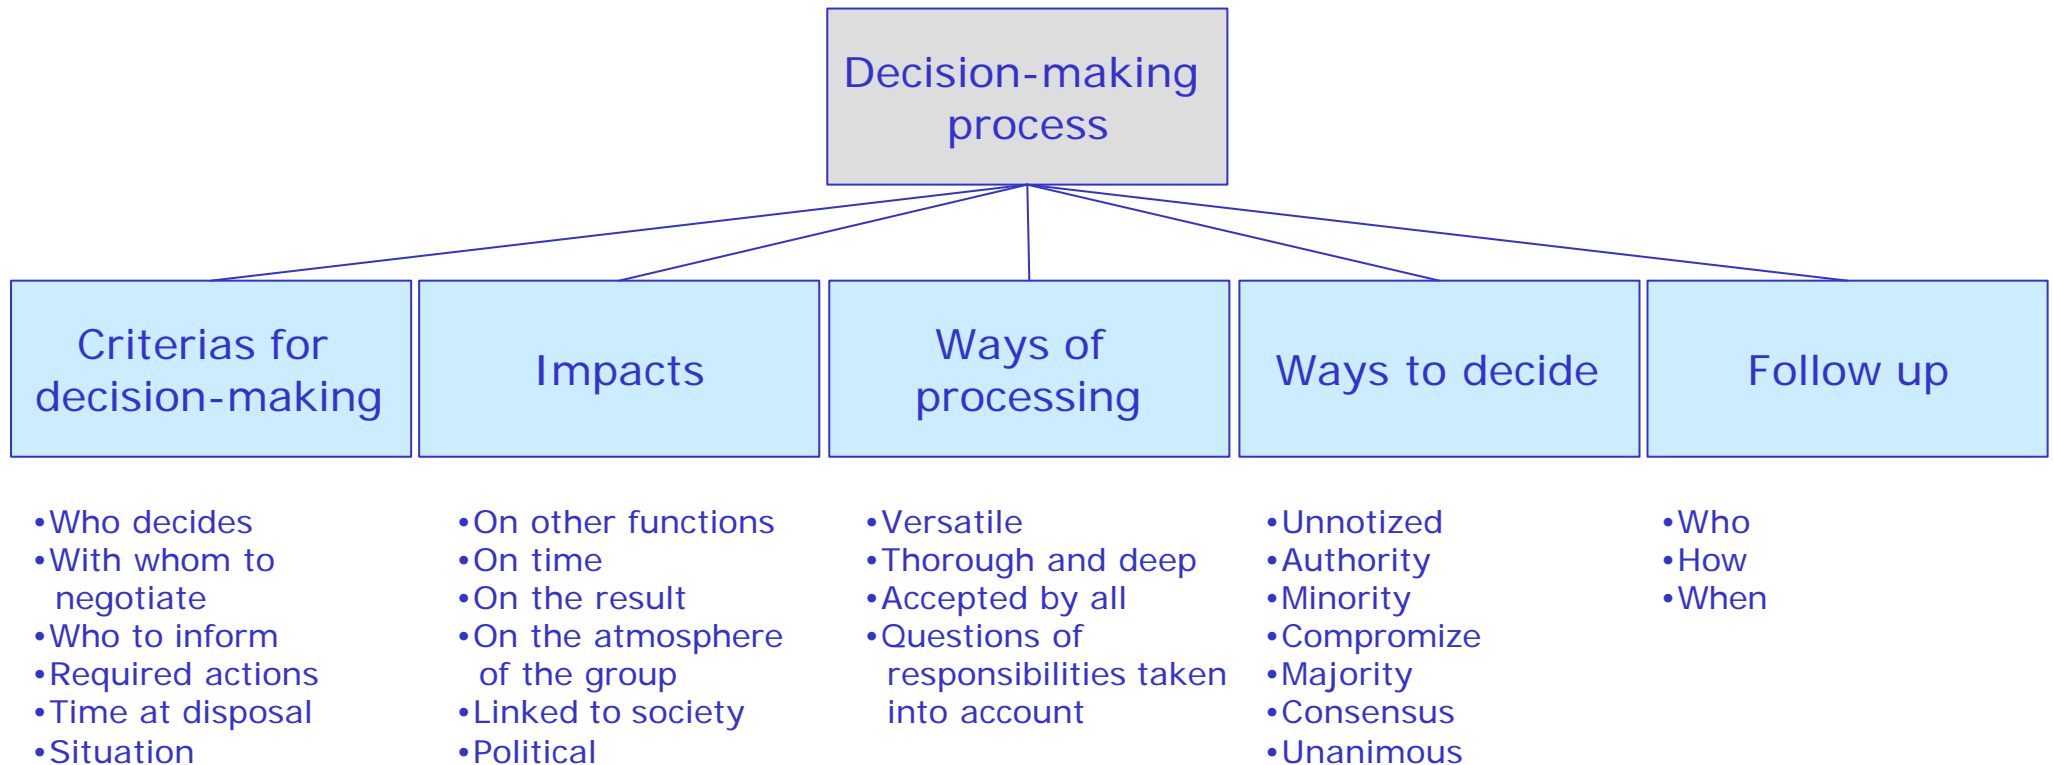 Decision-making
process
Criterias for
decision-making
Impacts
Ways of
processing
Ways to decide
Follow up
•Who decides
•With whom to
negotiate
•Who to inform
•Required actions
•Time at disposal
•Situation
•On other functions
•On time
•On the result
•On the atmosphere
of the group
•Linked to society
•Political
•Versatile
•Thorough and deep
•Accepted by all
•Questions of
responsibilities taken
into account
•Unnotized
•Authority
•Minority
•Compromize
•Majority
•Consensus
•Unanimous
•Who
•How
•When